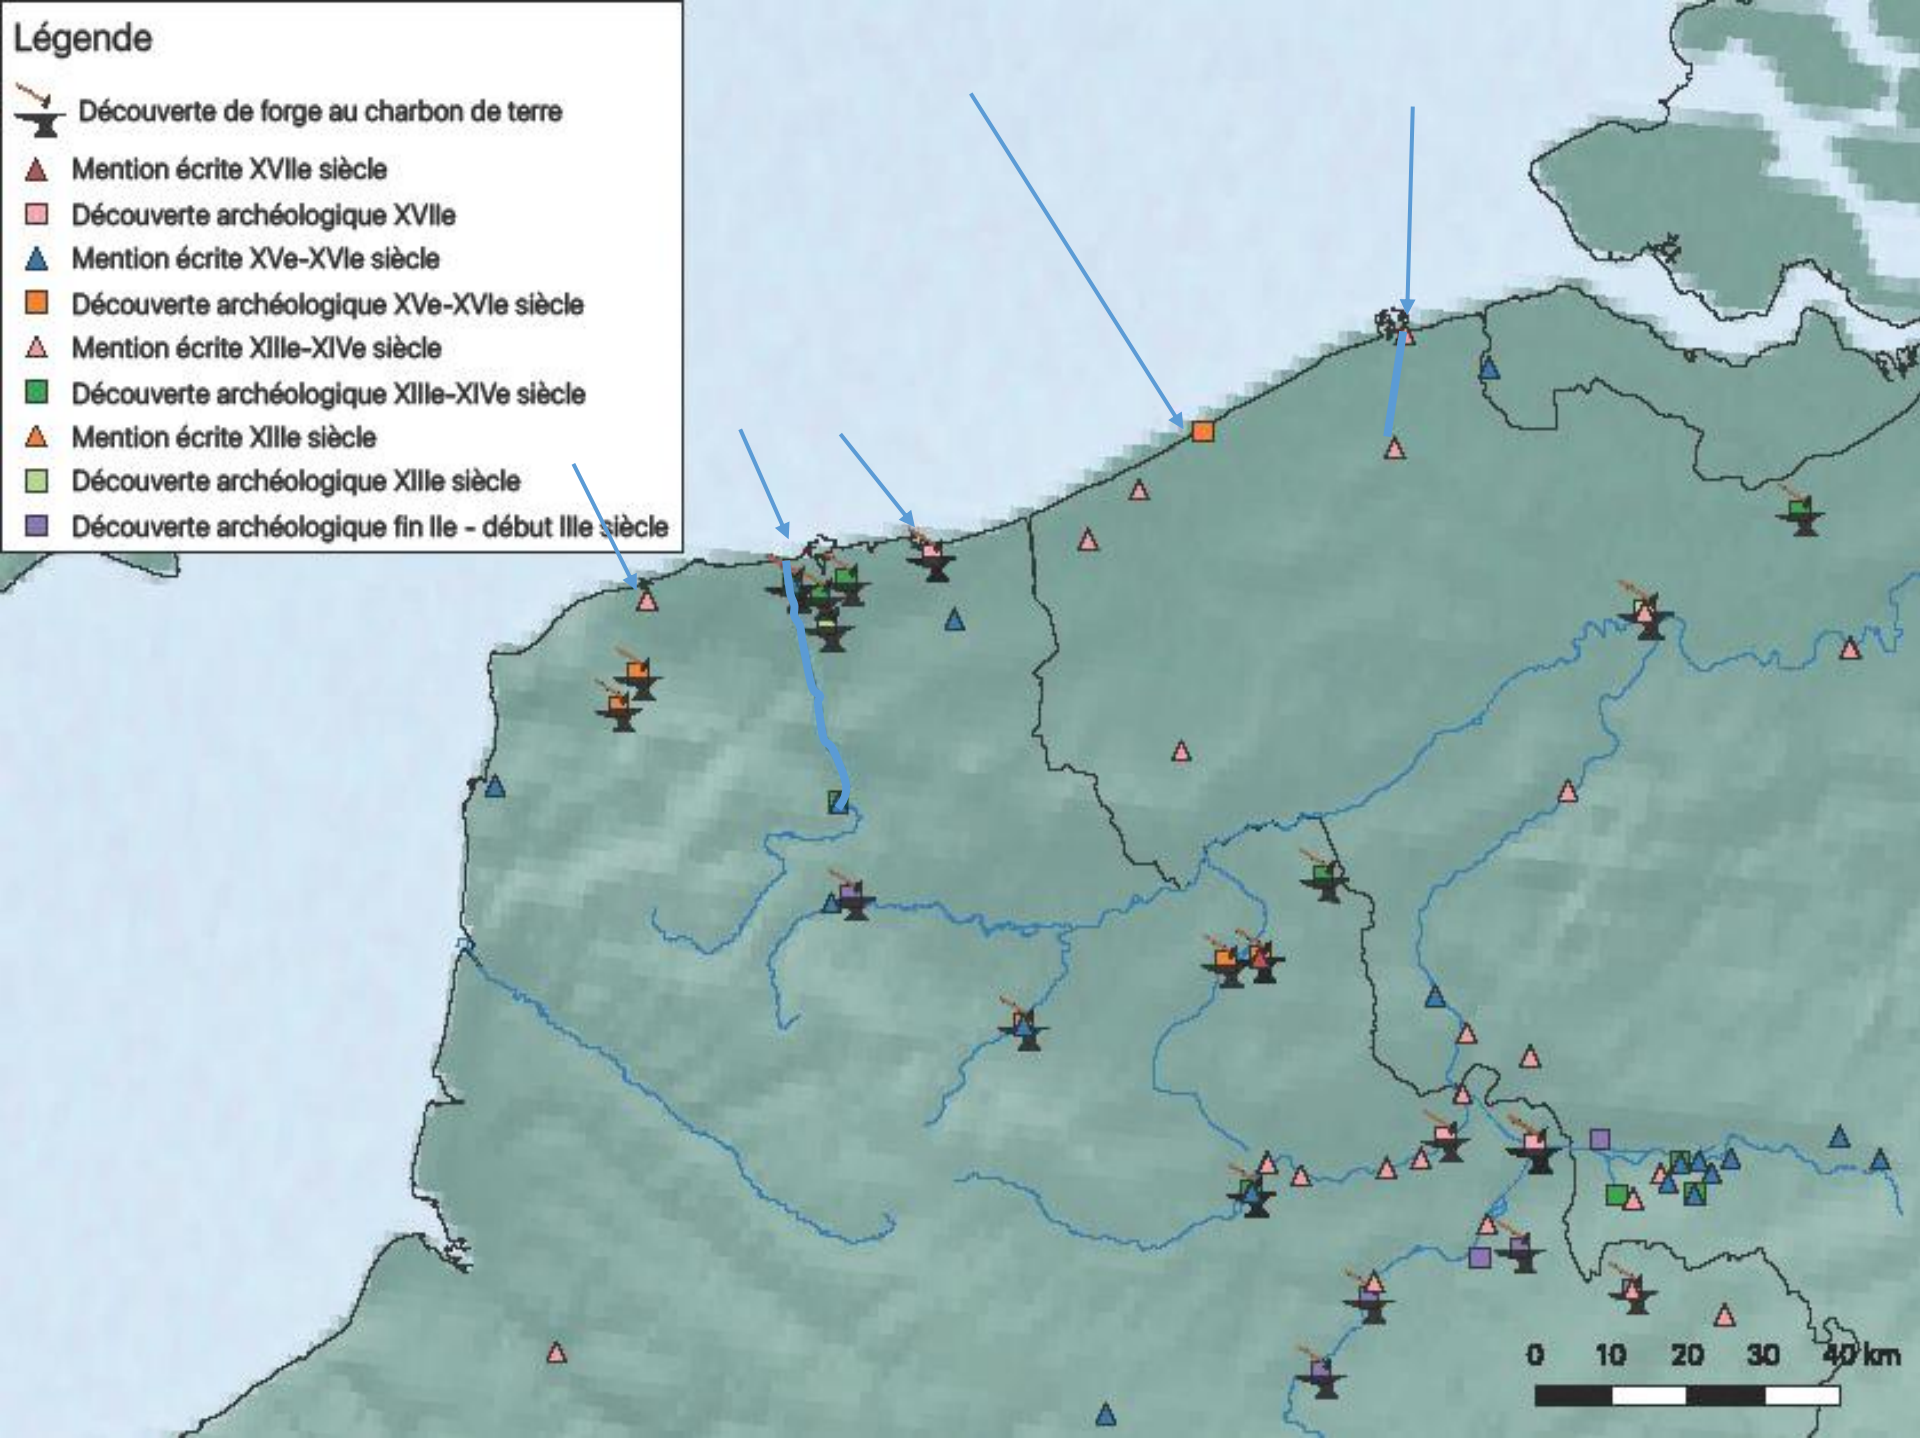 Légende
Découverte de forge au charbon de terre
Mention écrite XVIIe siècle
Découverte archéologique XVIIe
Mention écrite XVe-XVIe siècle
Découverte archéologique XVe-XVIe siècle
Mention écrite XIIIe-XIVe siècle
Découverte archéologique XIIIe-XIVe siècle
Mention écrite XIIIe siècle
Découverte archéologique XIIIe siècle
Découverte archéologique fin IIe - début IIIe siècle
0 10 20 30 40 km